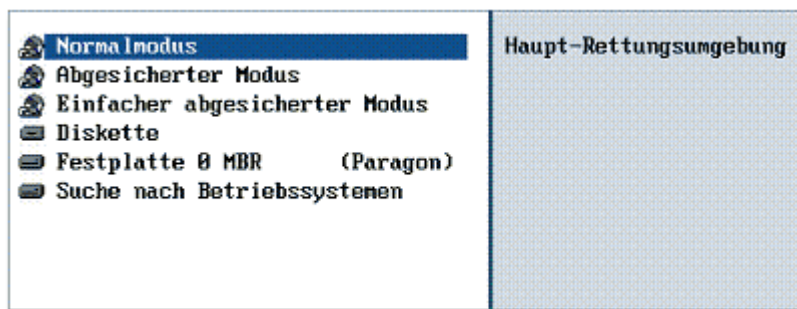 Normalmodus
Abgesicherter Modus
Einfacher abgesicherter Modus
Diskette
Festplatte 0 MBR (Paragon)
Suche nach Betriebssystemen
Haupt-Rettungsumgebung